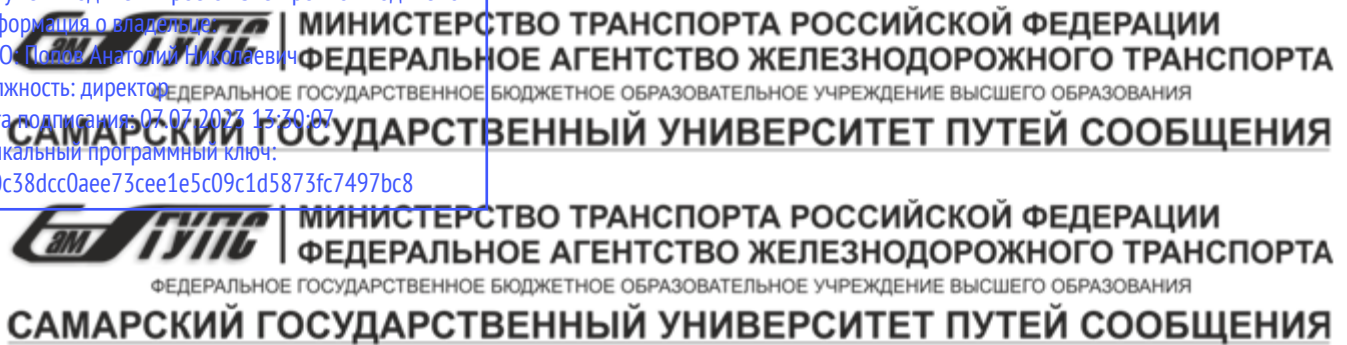 формация о владельце:
О: Попов Анатолий Николаевич
лжность: директор
та подписания: 07.07.2023 13:30:07
кальный программный ключ:
0c38dcc0aee73cee1e5c09c1d5873fc7497bc8
МИНИСТЕРСТВО ТРАНСПОРТА РОССИЙСКОЙ ФЕДЕРАЦИИ
ФЕДЕРАЛЬНОЕ АГЕНТСТВО ЖЕЛЕЗНОДОРОЖНОГО ТРАНСПОРТА
ФЕДЕРАЛЬНОЕ ГОСУДАРСТВЕННОЕ БЮДЖЕТНОЕ ОБРАЗОВАТЕЛЬНОЕ УЧРЕЖДЕНИЕ ВЫСШЕГО ОБРАЗОВАНИЯ
САМАРСКИЙ ГОСУДАРСТВЕННЫЙ УНИВЕРСИТЕТ ПУТЕЙ СООБЩЕНИЯ
СамГУПС
МИНИСТЕРСТВО ТРАНСПОРТА РОССИЙСКОЙ ФЕДЕРАЦИИ
ФЕДЕРАЛЬНОЕ АГЕНТСТВО ЖЕЛЕЗНОДОРОЖНОГО ТРАНСПОРТА
ФЕДЕРАЛЬНОЕ ГОСУДАРСТВЕННОЕ БЮДЖЕТНОЕ ОБРАЗОВАТЕЛЬНОЕ УЧРЕЖДЕНИЕ ВЫСШЕГО ОБРАЗОВАНИЯ
САМАРСКИЙ ГОСУДАРСТВЕННЫЙ УНИВЕРСИТЕТ ПУТЕЙ СООБЩЕНИЯ